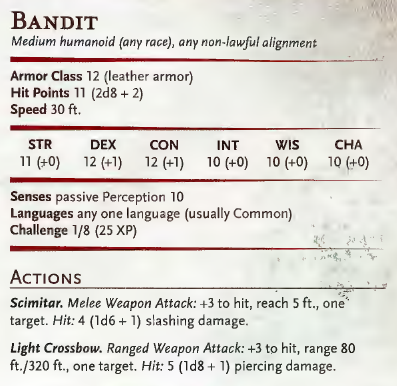 BANDIT
Medium humanoid (any race), any non-lawful alignment
Armor Class 12 (leather armor)
Hit Points 11 (2d8 + 2)
Speed 30 ft.
STR DEX CON INT WIS CHA
11 (+0) 12 (+1) 12 (+1) 10 (+0) 10 (+0) 10 (+0)
Senses passive Perception 10
Languages any one language (usually Common)
Challenge 1/8 (25 XP)
ACTIONS
Scimitar. Melee Weapon Attack: +3 to hit, reach 5 ft., one
target. Hit: 4 (1d6 + 1) slashing damage.
Light Crossbow. Ranged Weapon Attack: +3 to hit, range 80
ft./320 ft., one target. Hit: 5 (1d8 + 1) piercing damage.